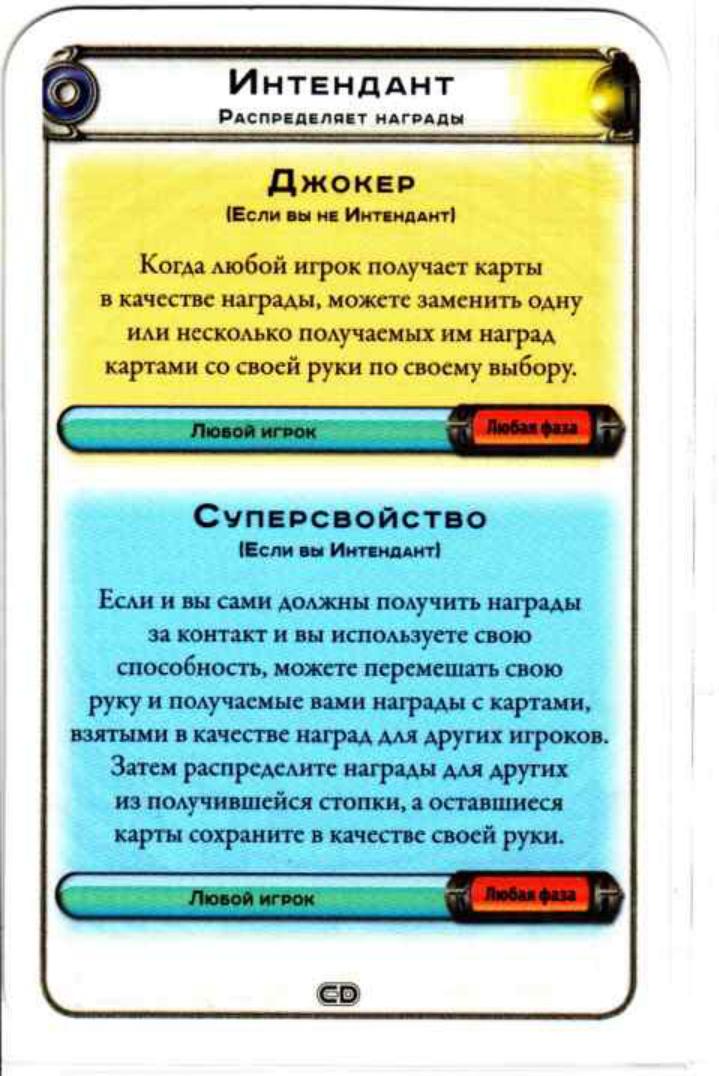 Интендант
Распределяет награды
Джокер
(Если вы не Интендант)
Когда любой игрок получает карты
в качестве награды, можете заменить одну
или несколько получаемых им наград
картами со своей руки по своему выбору.
Любой игрок
Любая фаза
Суперсвойство
(Если вы Интендант)
Если и вы сами должны получить награды
за контакт и вы используете свою
способность, можете перемешать свою
руку и получаемые вами награды с картами,
взятыми в качестве наград для других игроков.
Затем распределите награды для других
из получившейся стопки, а оставшиеся
карты сохраните в качестве своей руки.
Любой игрок
Любая фаза
CD